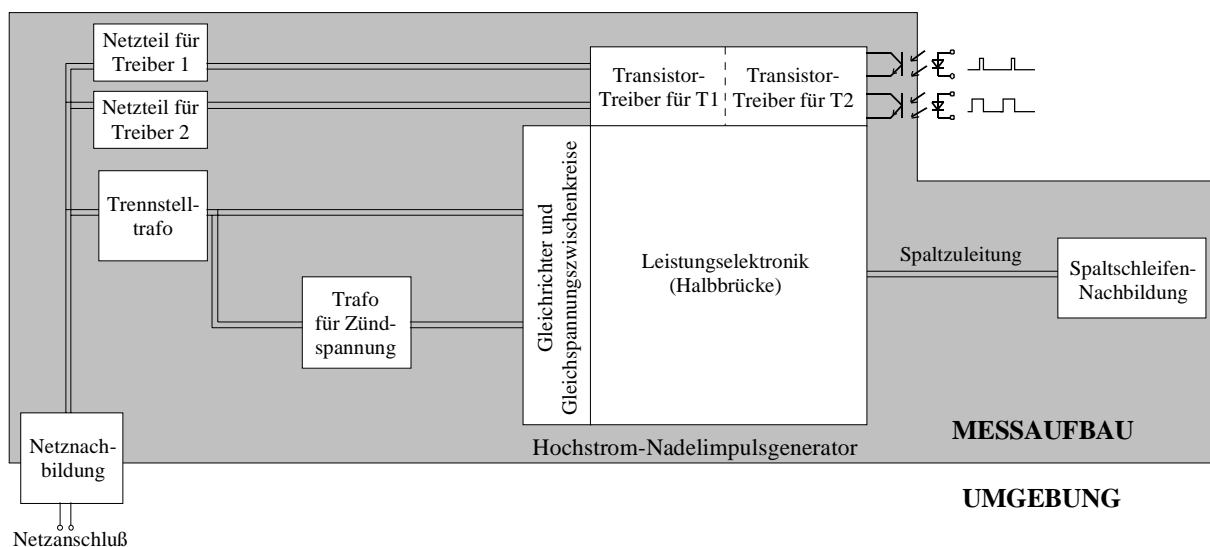 Netzteil für
Treiber 1
Netzteil für
Treiber 2
Transistor-
Treiber für T1
Transistor-
Treiber für T2
Trennstell-
trafo
Trafo
für Zünd-
spannung
Gleichrichter und
Gleichspannungszwischenkreise
Leistungselektronik
(Halbbrücke)
Spaltzuleitung
Spaltschleifen-
Nachbildung
Netznach-
bildung
Hochstrom-Nadelimpulsgenerator
MESSAUFBAU
UMGEBUNG
Netzanschluß